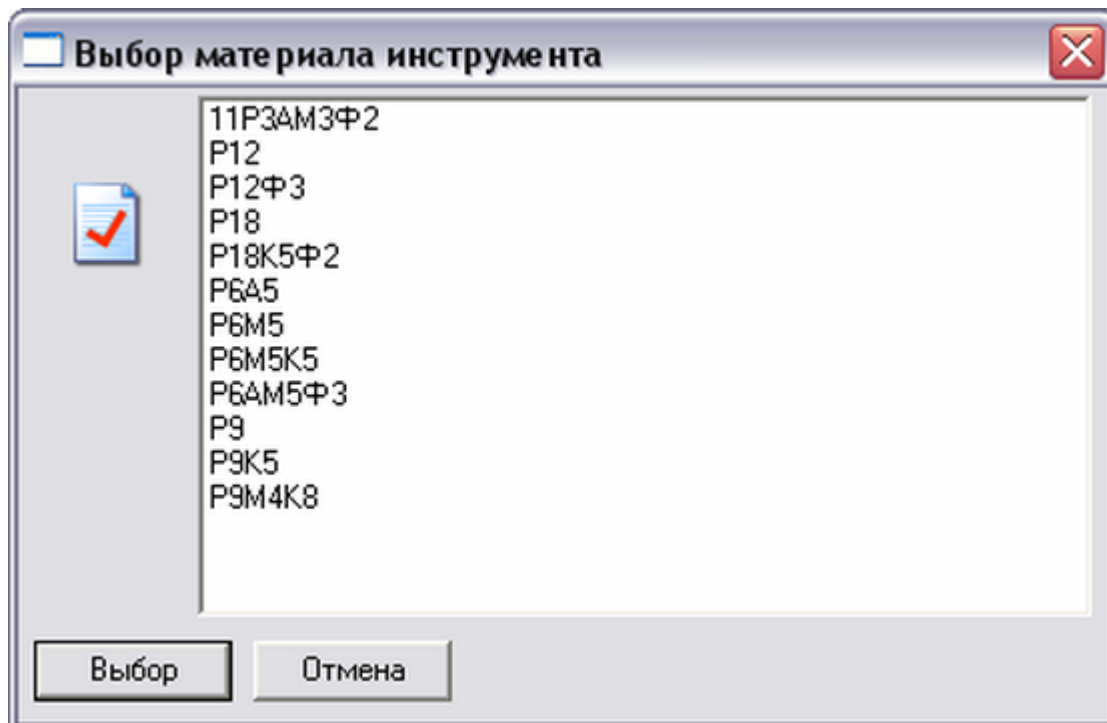 Выбор материала инструмента
11Р3АМ3Ф2
Р12
Р12Ф3
Р18
Р18К5Ф2
Р6А5
Р6М5
Р6М5К5
Р6АМ5Ф3
Р9
Р9К5
Р9М4К8
Выбор
Отмена